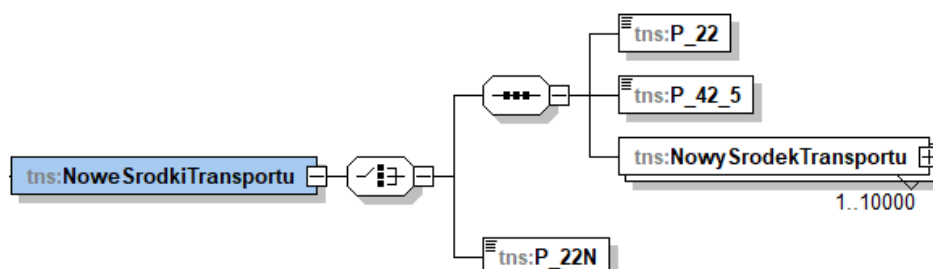 tns:P_22
tns:P_42_5
tns:NoweSrodkiTransportu
tns:NowySrodekTransportu
1..10000
tns:P_22N